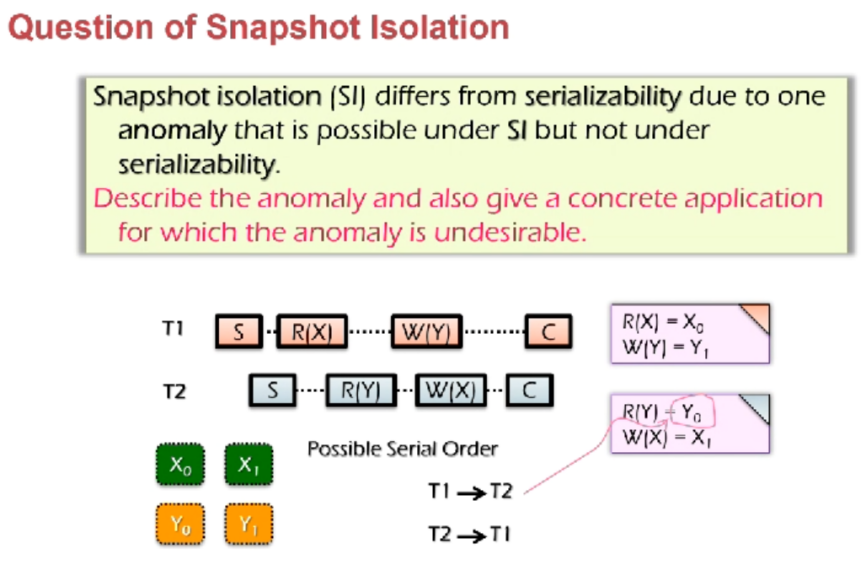 Question of Snapshot Isolation
Snapshot isolation (SI) differs from serializability due to one
anomaly that is possible under SI but not under
serializability.
Describe the anomaly and also give a concrete application
for which the anomaly is undesirable.
T1 S R(X) W(Y) C
R(X) = X₀
W(Y) = Y₁
T2 S R(Y) W(X) C
R(Y) = Y₀
W(X) = X₁
Possible Serial Order
X₀ X₁
T1 → T2
Y₀ Y₁
T2 → T1